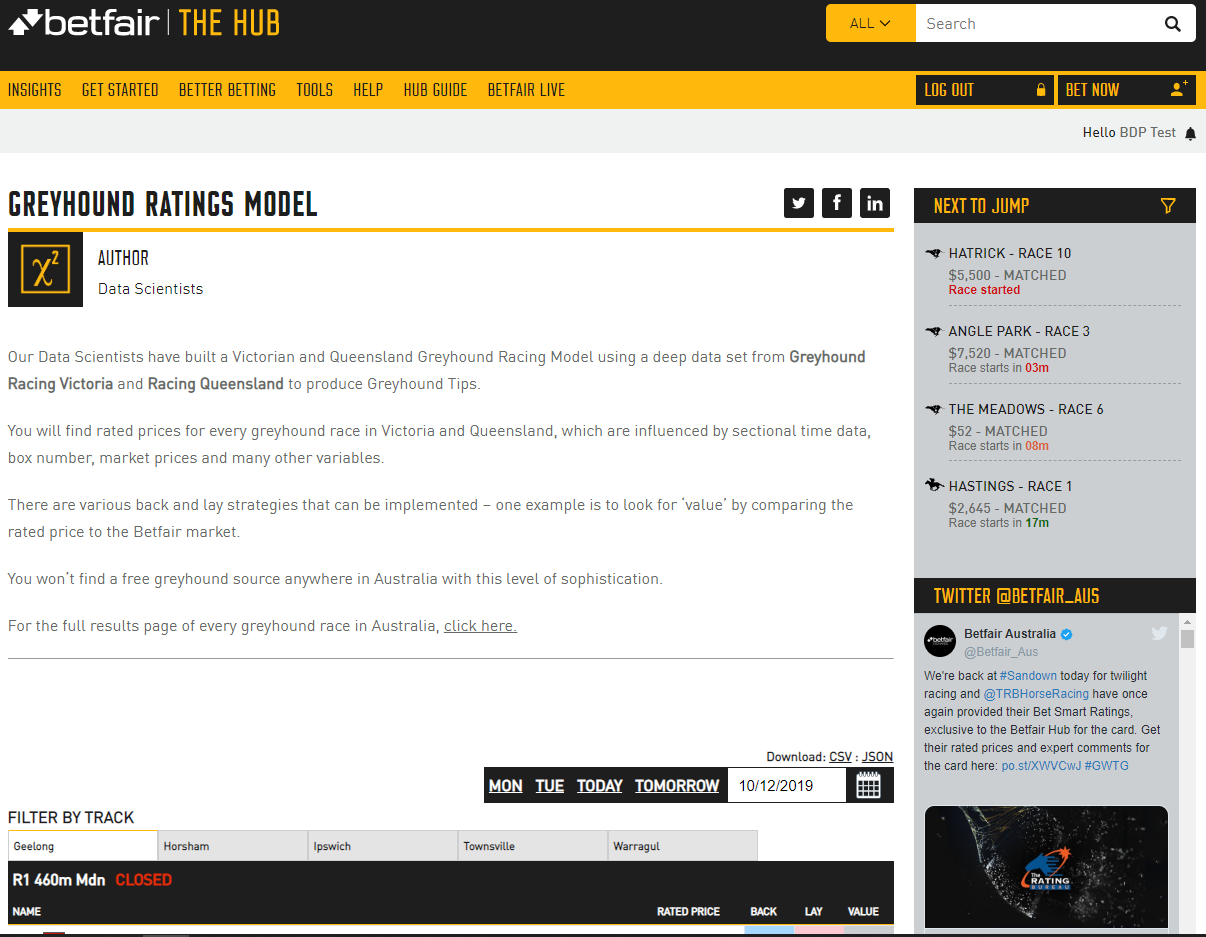 betfair | THE HUB
ALL
Search
INSIGHTS GET STARTED BETTER BETTING TOOLS HELP HUB GUIDE BETFAIR LIVE
LOG OUT
BET NOW
Hello BDP Test
GREYHOUND RATINGS MODEL
χ²
AUTHOR
Data Scientists
Our Data Scientists have built a Victorian and Queensland Greyhound Racing Model using a deep data set from Greyhound
Racing Victoria and Racing Queensland to produce Greyhound Tips.
You will find rated prices for every greyhound race in Victoria and Queensland, which are influenced by sectional time data,
box number, market prices and many other variables.
There are various back and lay strategies that can be implemented – one example is to look for ‘value’ by comparing the
rated price to the Betfair market.
You won’t find a free greyhound source anywhere in Australia with this level of sophistication.
For the full results page of every greyhound race in Australia, click here.
Download: CSV : JSON
MON TUE TODAY TOMORROW 10/12/2019
FILTER BY TRACK
Geelong Horsham Ipswich Townsville Warragul
R1 460m Mdn CLOSED
NAME RATED PRICE BACK LAY VALUE
NEXT TO JUMP
HATRICK - RACE 10
$5,500 - MATCHED
Race started
ANGLE PARK - RACE 3
$7,520 - MATCHED
Race starts in 03m
THE MEADOWS - RACE 6
$52 - MATCHED
Race starts in 08m
HASTINGS - RACE 1
$2,645 - MATCHED
Race starts in 17m
TWITTER @BETFAIR_AUS
betfair
Betfair Australia
@Betfair_Aus
We're back at #Sandown today for twilight
racing and @TRBHorseRacing have once
again provided their Bet Smart Ratings,
exclusive to the Betfair Hub for the card. Get
their rated prices and expert comments for
the card here: po.st/XWVCwJ #GWTG
The
RATING
BUREAU